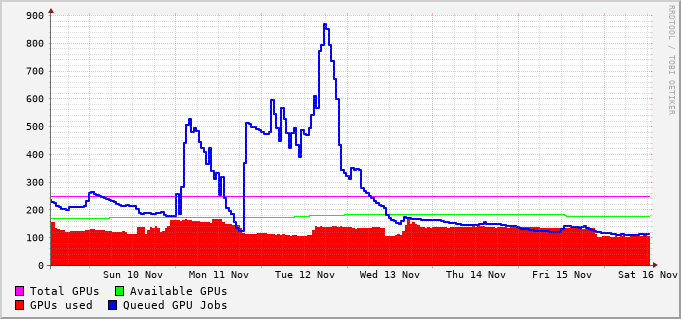 900
800
700
600
500
400
300
200
100
0
Sun 10 Nov Mon 11 Nov Tue 12 Nov Wed 13 Nov Thu 14 Nov Fri 15 Nov Sat 16 Nov
Total GPUs Available GPUs
GPUs used Queued GPU Jobs
RRDTOOL / TOBI OETIKER